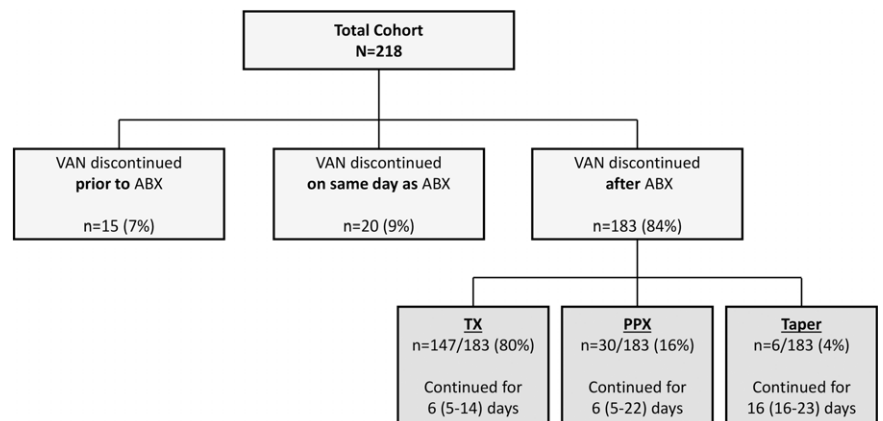 Total Cohort
N=218
VAN discontinued
prior to ABX
n=15 (7%)
VAN discontinued
on same day as ABX
n=20 (9%)
VAN discontinued
after ABX
n=183 (84%)
TX
n=147/183 (80%)
Continued for
6 (5-14) days
PPX
n=30/183 (16%)
Continued for
6 (5-22) days
Taper
n=6/183 (4%)
Continued for
16 (16-23) days